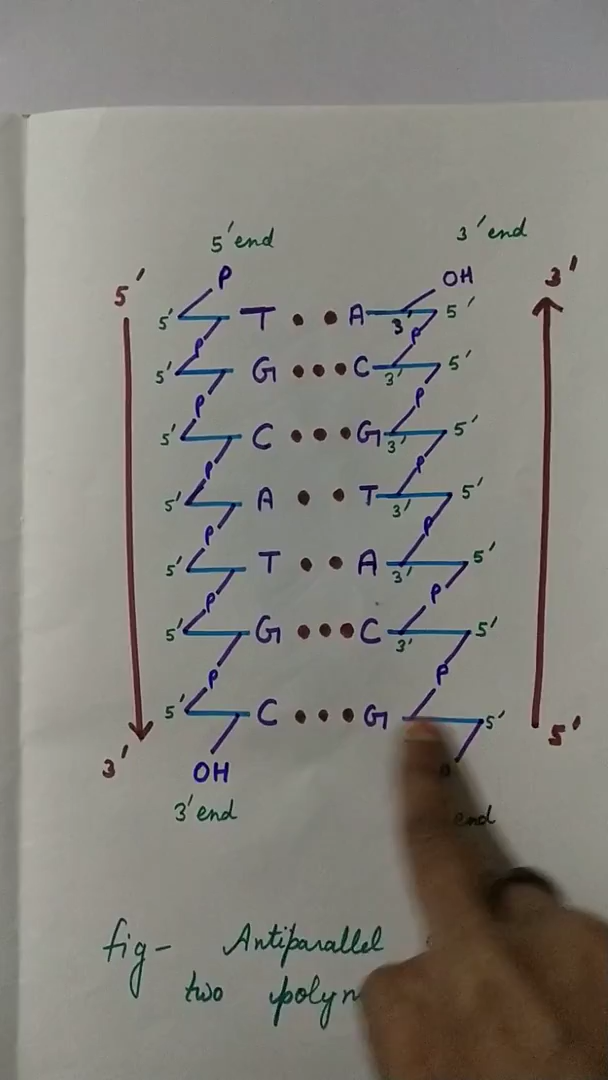 5' end 3' end
5' P OH 3'
5' T • • A 3' 5'
P P
5' G • • • C 3' 5'
P P
5' C • • • G 3' 5'
P P
5' A • • T 3' 5'
P P
5' T • • A 3' 5'
P P
5' G • • • C 3' 5'
P P
5' C • • • G 5' 5'
3' OH
3' end end
fig- Antiparallel
two